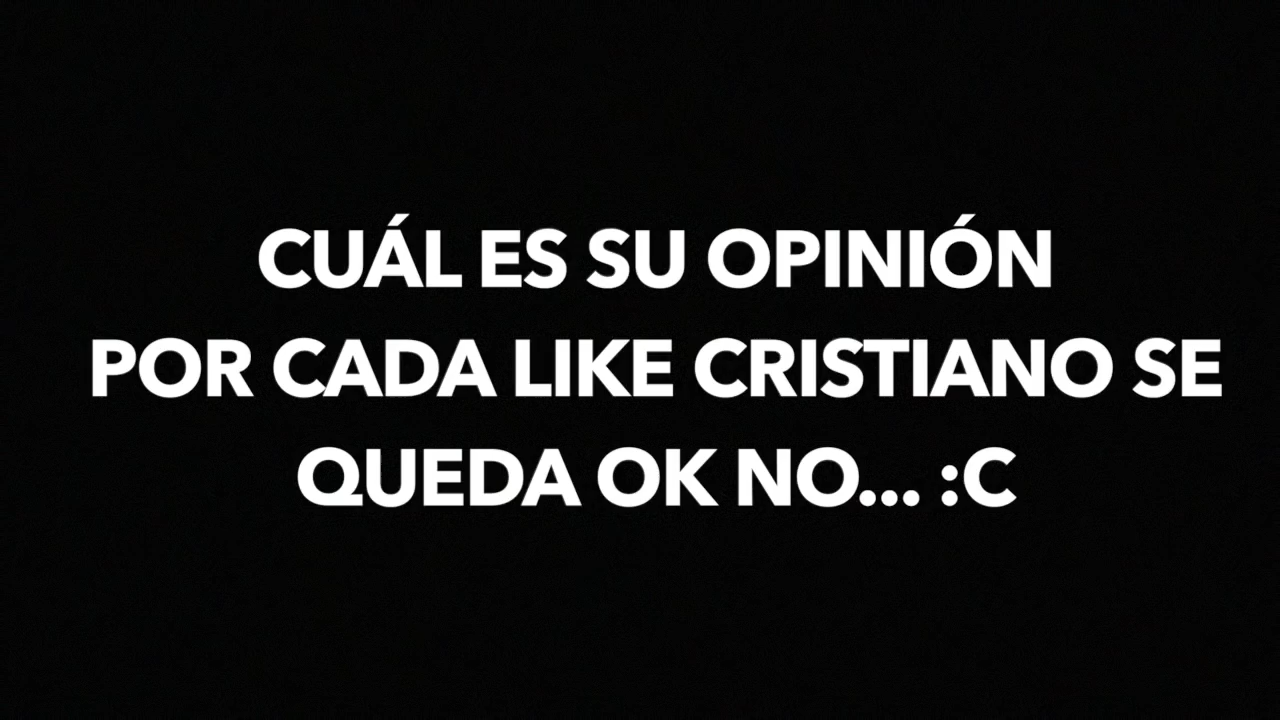 CUÁL ES SU OPINIÓN
POR CADA LIKE CRISTIANO SE
QUEDA OK NO... :C